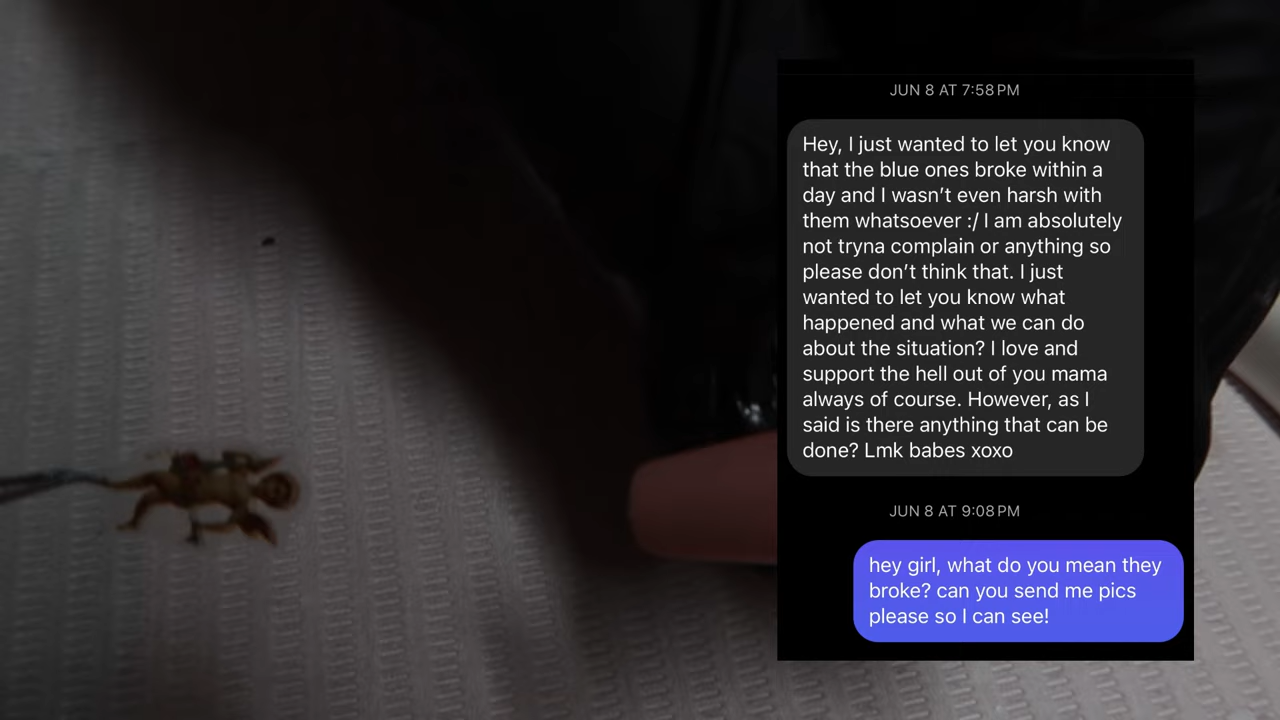 JUN 8 AT 7:58 PM
Hey, I just wanted to let you know
that the blue ones broke within a
day and I wasn’t even harsh with
them whatsoever :/ I am absolutely
not tryna complain or anything so
please don’t think that. I just
wanted to let you know what
happened and what we can do
about the situation? I love and
support the hell out of you mama
always of course. However, as I
said is there anything that can be
done? Lmk babes xoxo
JUN 8 AT 9:08 PM
hey girl, what do you mean they
broke? can you send me pics
please so I can see!